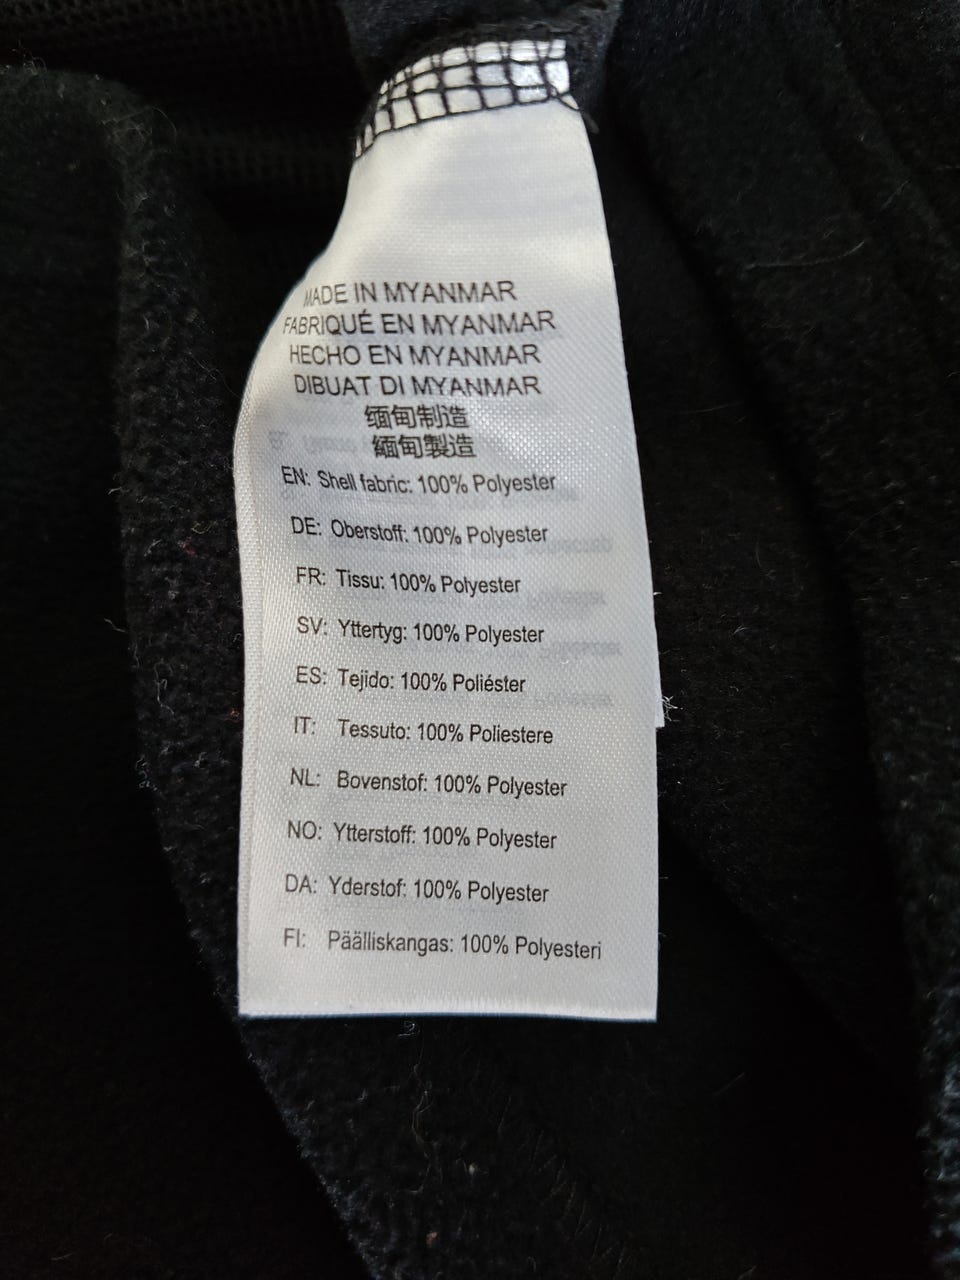 MADE IN MYANMAR
FABRIQUÉ EN MYANMAR
HECHO EN MYANMAR
DIBUAT DI MYANMAR
缅甸制造
緬甸製造
EN: Shell fabric: 100% Polyester
DE: Oberstoff: 100% Polyester
FR: Tissu: 100% Polyester
SV: Yttertyg: 100% Polyester
ES: Tejido: 100% Poliéster
IT: Tessuto: 100% Poliestere
NL: Bovenstof: 100% Polyester
NO: Ytterstoff: 100% Polyester
DA: Yderstof: 100% Polyester
FI: Päälliskangas: 100% Polyesteri